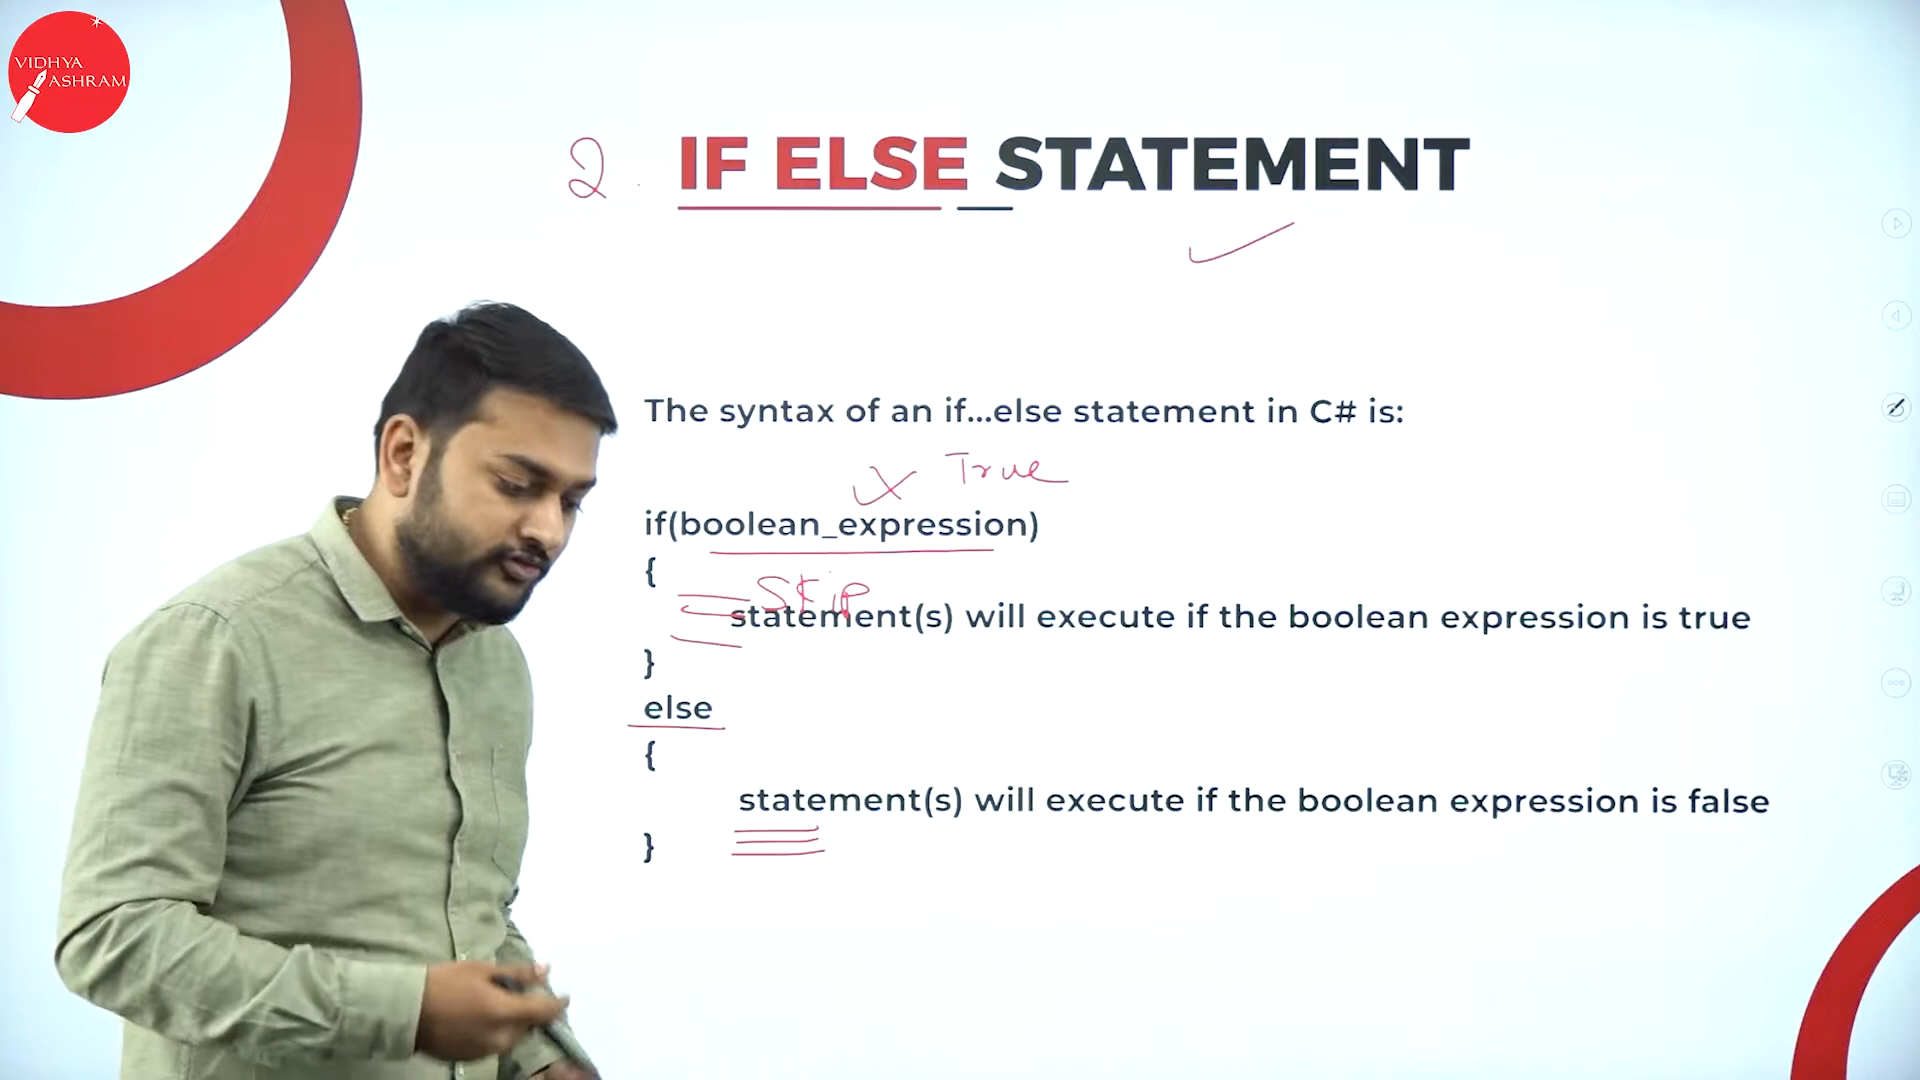 VIDHYA
ASHRAM
2. IF ELSE STATEMENT
The syntax of an if...else statement in C# is:
True
if(boolean_expression)
{
Skip
statement(s) will execute if the boolean expression is true
}
else
{
statement(s) will execute if the boolean expression is false
}